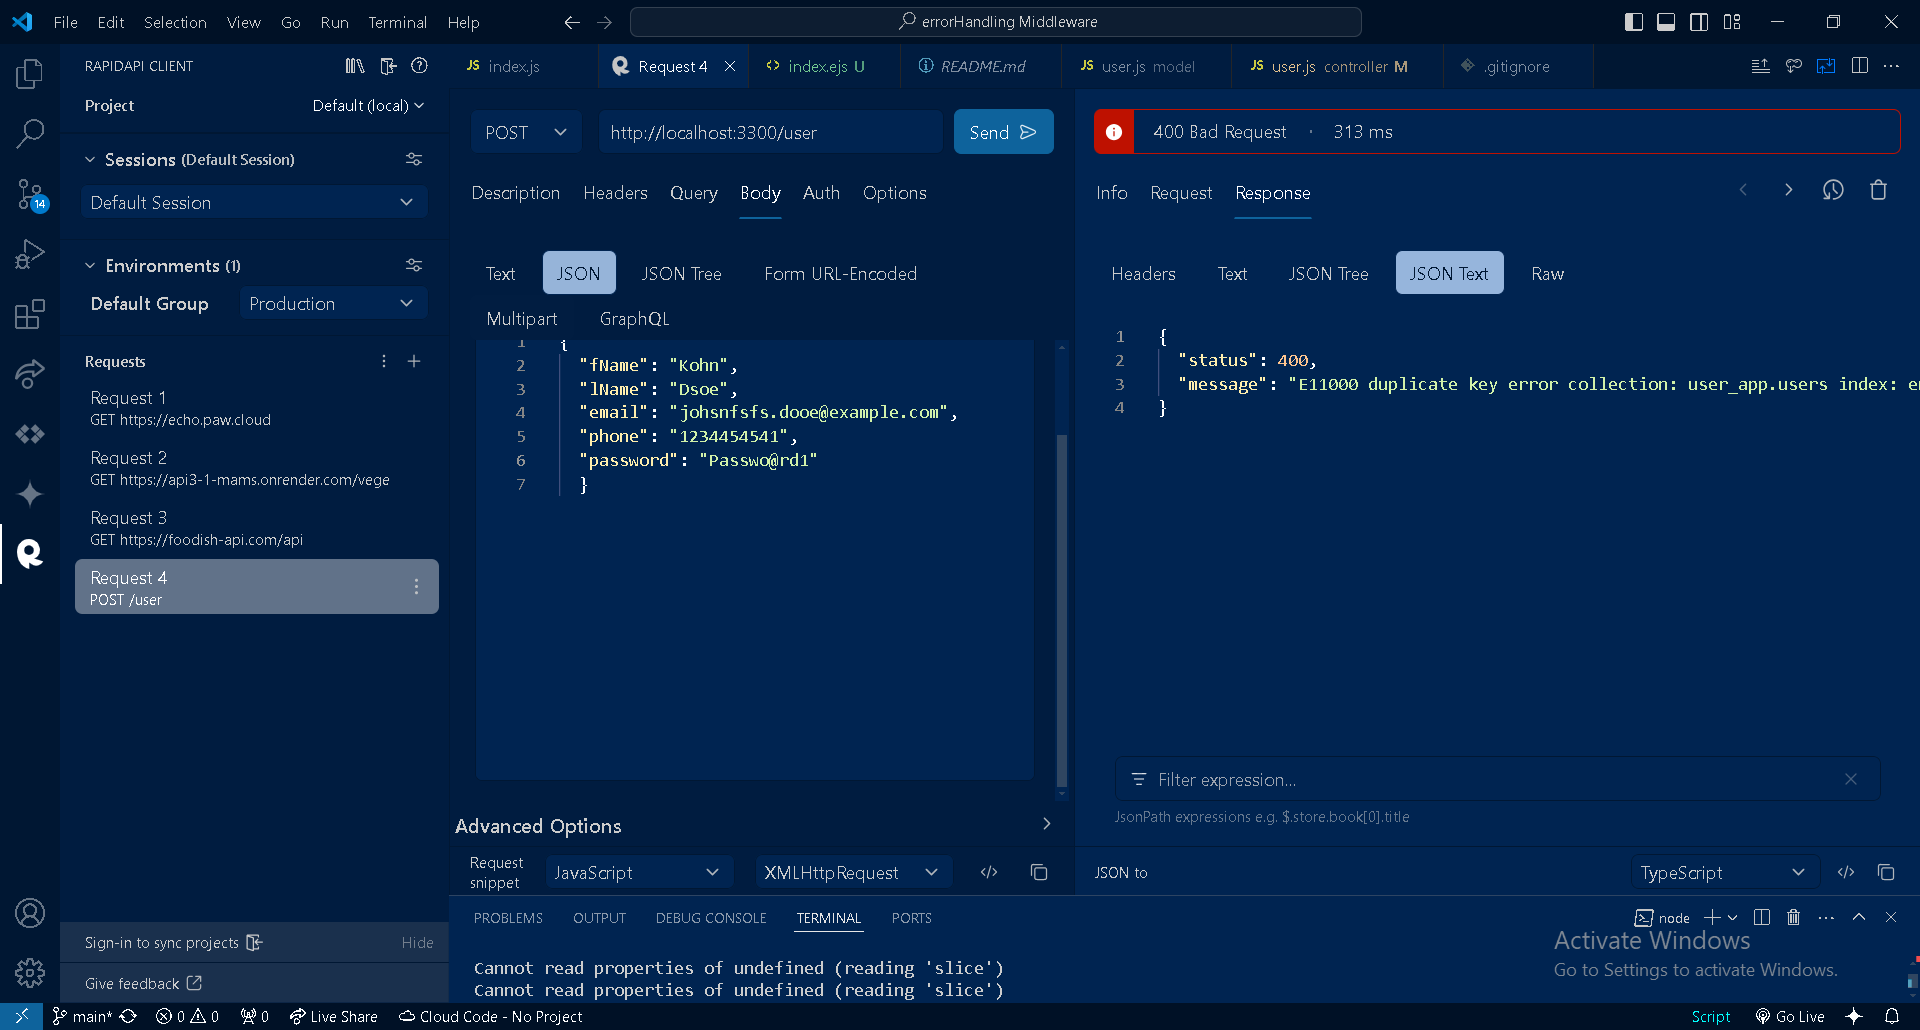 File Edit Selection View Go Run Terminal Help
errorHandling Middleware
RAPIDAPI CLIENT
Project
Default (local)
Sessions (Default Session)
Default Session
Environments (1)
Default Group
Production
Requests
Request 1
GET https://echo.paw.cloud
Request 2
GET https://api3-1-mams.onrender.com/vege
Request 3
GET https://foodish-api.com/api
Request 4
POST /user
Sign-in to sync projects
Hide
Give feedback
14
JS index.js
Request 4
index.ejs U
README.md
JS user.js model
JS user.js controller M
.gitignore
POST
http://localhost:3300/user
Send
Description Headers Query Body Auth Options
Text JSON JSON Tree Form URL-Encoded
Multipart GraphQL
1 {
2 "fName": "Kohn",
3 "lName": "Dsoe",
4 "email": "johsnfsfs.dooe@example.com",
5 "phone": "1234454541",
6 "password": "Passwo@rd1"
7 }
Advanced Options
Request
snippet
JavaScript
XMLHttpRequest
400 Bad Request · 313 ms
Info Request Response
Headers Text JSON Tree JSON Text Raw
1 {
2 "status": 400,
3 "message": "E11000 duplicate key error collection: user_app.users index: e
4 }
Filter expression...
JsonPath expressions e.g. $.store.book[0].title
JSON to
TypeScript
PROBLEMS OUTPUT DEBUG CONSOLE TERMINAL PORTS
node
Cannot read properties of undefined (reading 'slice')
Cannot read properties of undefined (reading 'slice')
Activate Windows
Go to Settings to activate Windows.
main* 0 0 0 Live Share Cloud Code - No Project
Script Go Live